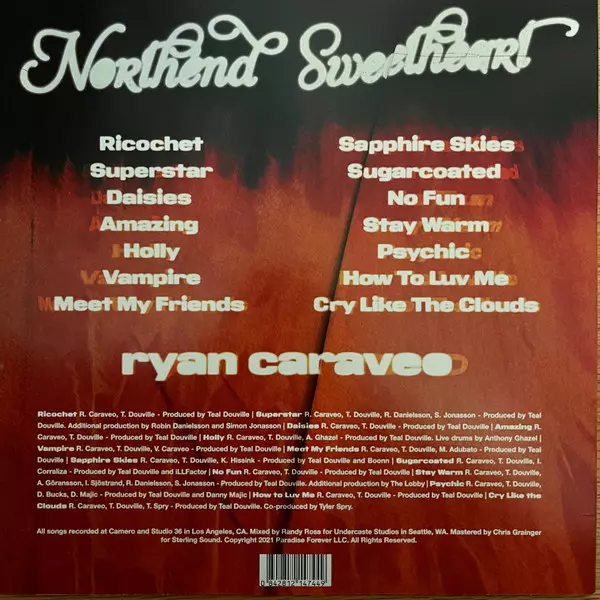 Northend Sweetheart
Ricochet
Superstar
Daisies
Amazing
Holly
Vampire
Meet My Friends
Sapphire Skies
Sugarcoated
No Fun
Stay Warm
Psychic
How To Luv Me
Cry Like The Clouds
ryan caraveo
Ricochet R. Caraveo, T. Douville - Produced by Teal Douville | Superstar R. Caraveo, T. Douville, R. Danielsson, S. Jonasson - Produced by Teal
Douville. Additional production by Robin Danielsson and Simon Jonasson | Daisies R. Caraveo, T. Douville - Produced by Teal Douville | Amazing R.
Caraveo, T. Douville - Produced by Teal Douville | Holly R. Caraveo, T. Douville, A. Ghazel - Produced by Teal Douville. Live drums by Anthony Ghazel |
Vampire R. Caraveo, T. Douville, V. Caraveo - Produced by Teal Douville | Meet My Friends R. Caraveo, T. Douville, M. Adubato - Produced by Teal
Douville | Sapphire Skies R. Caraveo, T. Douville, K. Hissink - Produced by Teal Douville and Boonn | Sugarcoated R. Caraveo, T. Douville, I.
Corraliza - Produced by Teal Douville and iLLFactor | No Fun R. Caraveo, T. Douville - Produced by Teal Douville | Stay Warm R. Caraveo, T. Douville,
A. Göransson, I. Sjöstrand, R. Danielsson, S. Jonasson - Produced by Teal Douville. Additional production by The Lobby | Psychic R. Caraveo, T. Douville,
D. Bucks, D. Majic - Produced by Teal Douville and Danny Majic | How to Luv Me R. Caraveo, T. Douville - Produced by Teal Douville | Cry Like the
Clouds R. Caraveo, T. Douville, T. Spry - Produced by Teal Douville. Co-produced by Tyler Spry.
All songs recorded at Camero and Studio 36 in Los Angeles, CA. Mixed by Randy Ross for Undercaste Studios in Seattle, WA. Mastered by Chris Grainger
for Sterling Sound. Copyright 2021 Paradise Forever LLC. All Rights Reserved.
0 842812 147449